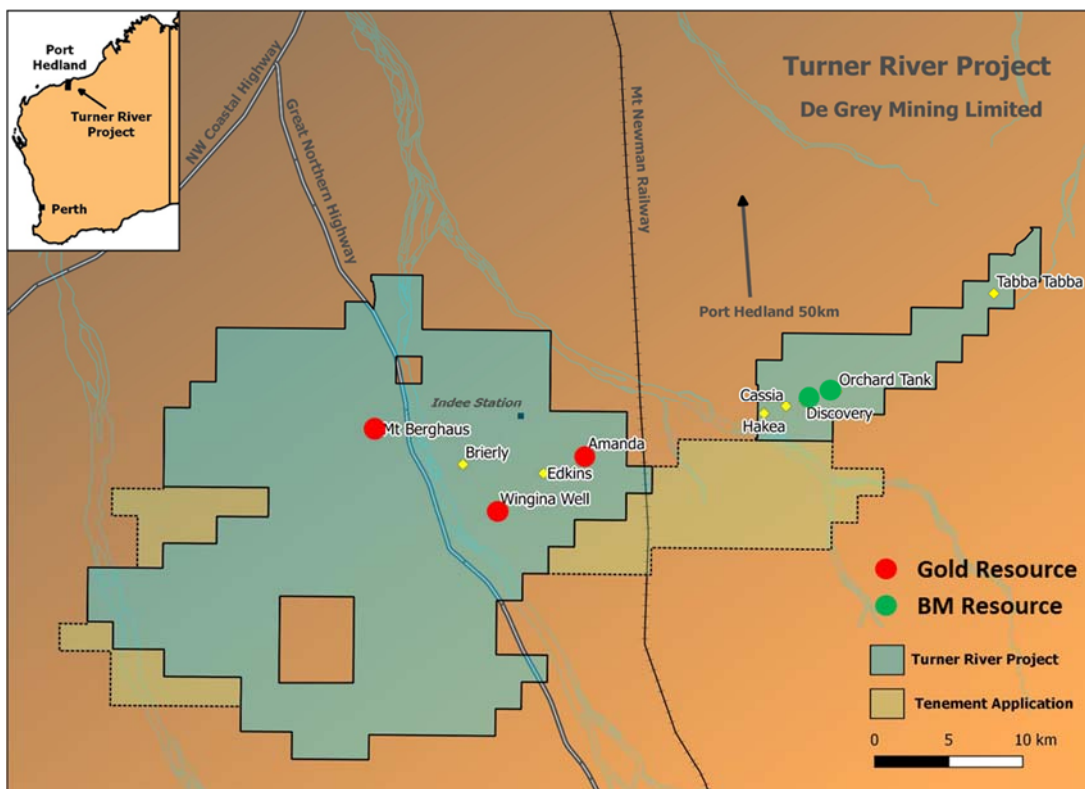 Port
Hedland
Turner River
Project
Perth
NW Coastal Highway
Great Northern Highway
Mt Newman Railway
Turner River Project
De Grey Mining Limited
Port Hedland 50km
Tabba Tabba
Orchard Tank
Cassia
Discovery
Hakea
Indee Station
Mt Berghaus
Amanda
Brierly
Edkins
Wingina Well
Gold Resource
BM Resource
Turner River Project
Tenement Application
0 5 10 km